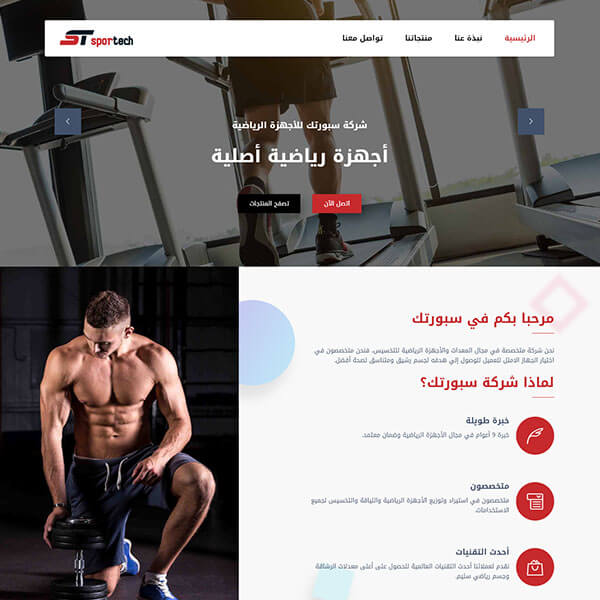 ST sportech
الرئيسية
نبذة عنا
منتجاتنا
تواصل معنا
شركة سبورتك للأجهزة الرياضية
أجهزة رياضية أصلية
اتصل الآن
تصفح المنتجات
مرحبا بكم في سبورتك
نحن شركة متخصصة في مجال المعدات والأجهزة الرياضية للتخسيس. فنحن متخصصون في
اختيار الجهاز الامثل للعميل للوصول إلي هدفه لجسم رشيق ومتناسق لصحة أفضل.
لماذا شركة سبورتك؟
خبرة طويلة
خبرة 9 أعوام في مجال الأجهزة الرياضية وضمان معتمد.
متخصصون
متخصصون في استيراد وتوزيع الأجهزة الرياضية واللياقة والتخسيس لجميع
الاستخدامات.
أحدث التقنيات
نقدم لعملائنا أحدث التقنيات العالمية للحصول على أعلى معدلات الرشاقة
وجسم رياضي سليم.